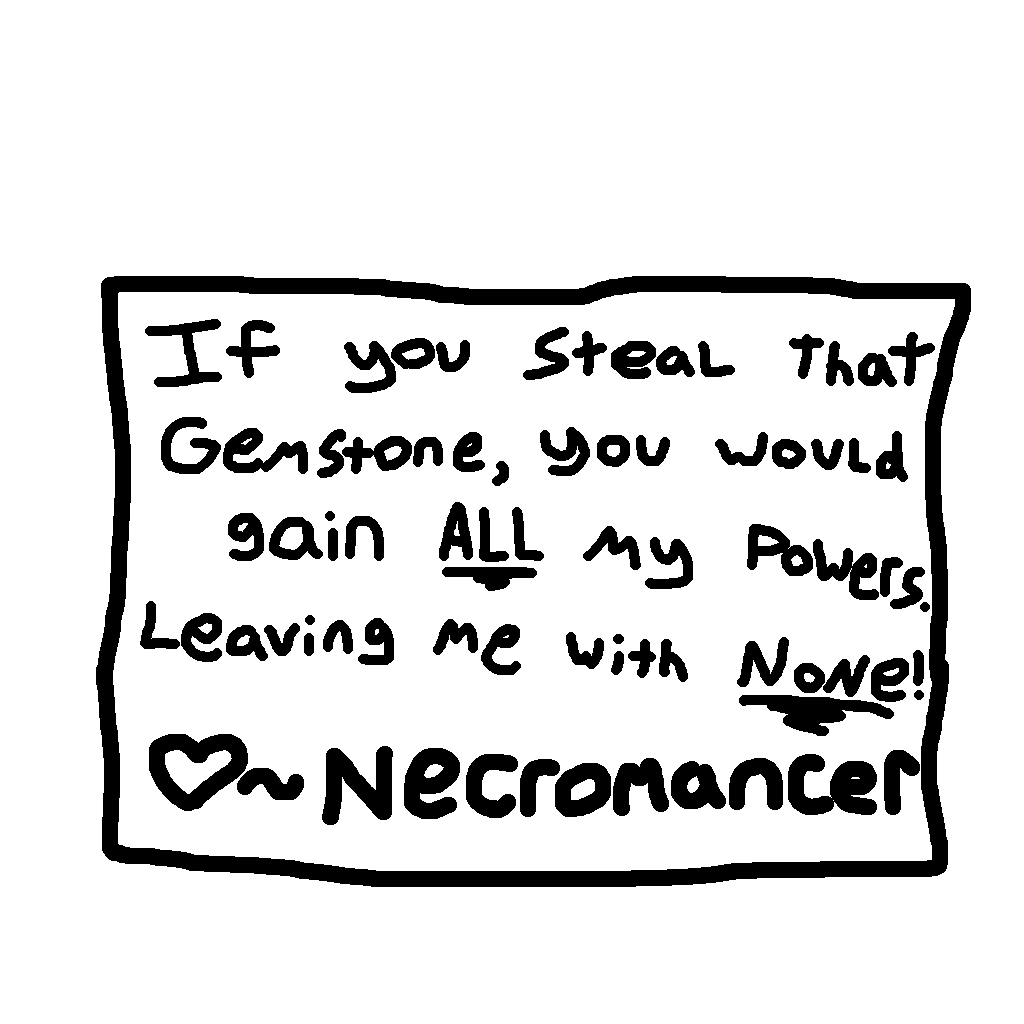 If you steal that
Gemstone, you would
gain ALL my Powers.
Leaving me with NONe!
♡~ Necromancer